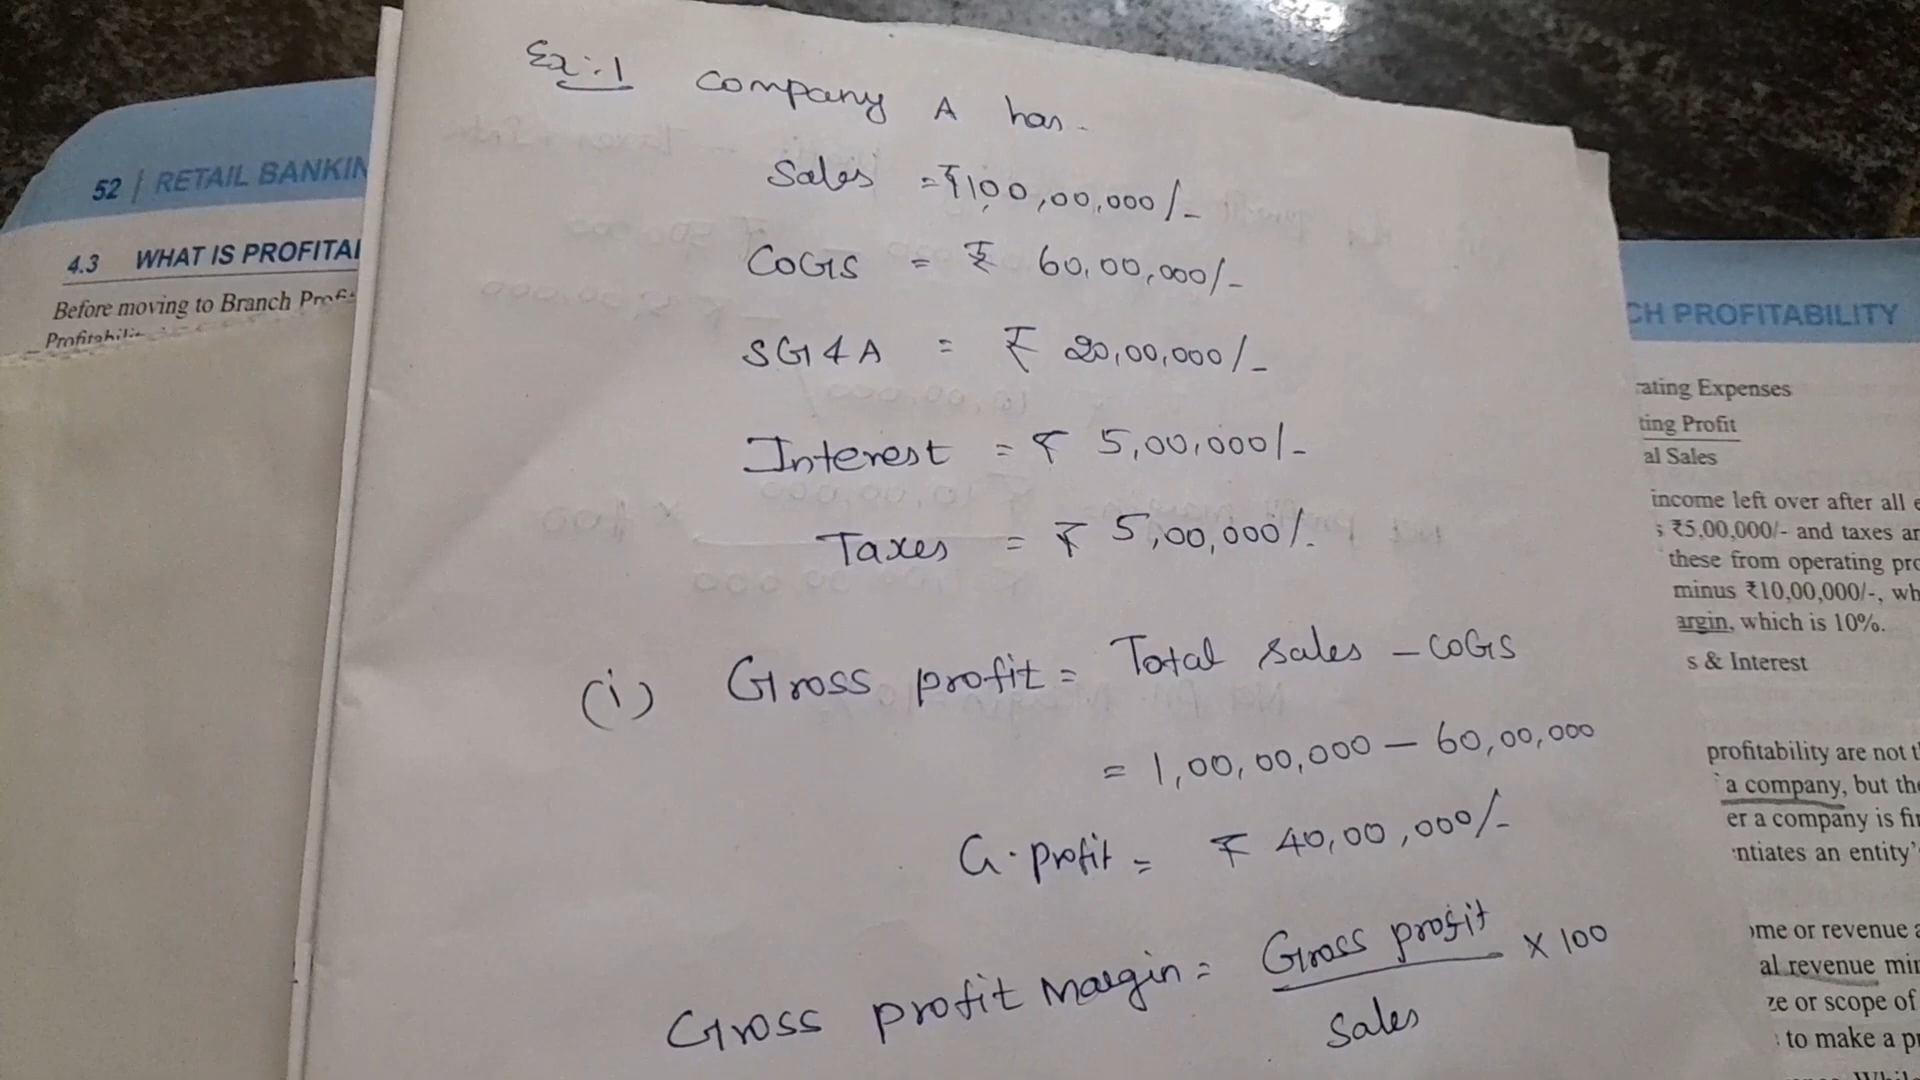 Ex:-1 Company A has-
Sales = ₹100,00,000/-
COGS = ₹ 60,00,000/-
SG&A = ₹ 20,00,000/-
Interest = ₹ 5,00,000/-
Taxes = ₹ 5,00,000/-
(i) Gross profit = Total sales - COGS
= 1,00,00,000 - 60,00,000
G. profit = ₹ 40,00,000/-
Gross profit Margin = Gross profit × 100
Sales
52 | RETAIL BANKIN
4.3 WHAT IS PROFITA
Before moving to Branch
CH PROFITABILITY
ating Expenses
ting Profit
al Sales
income left over after all e
₹5,00,000/- and taxes ar
these from operating pro
minus ₹10,00,000/-, wh
argin, which is 10%.
s & Interest
profitability are not t
a company, but the
er a company is fi
ntiates an entity'
ome or revenue a
al revenue min
ze or scope of
to make a p